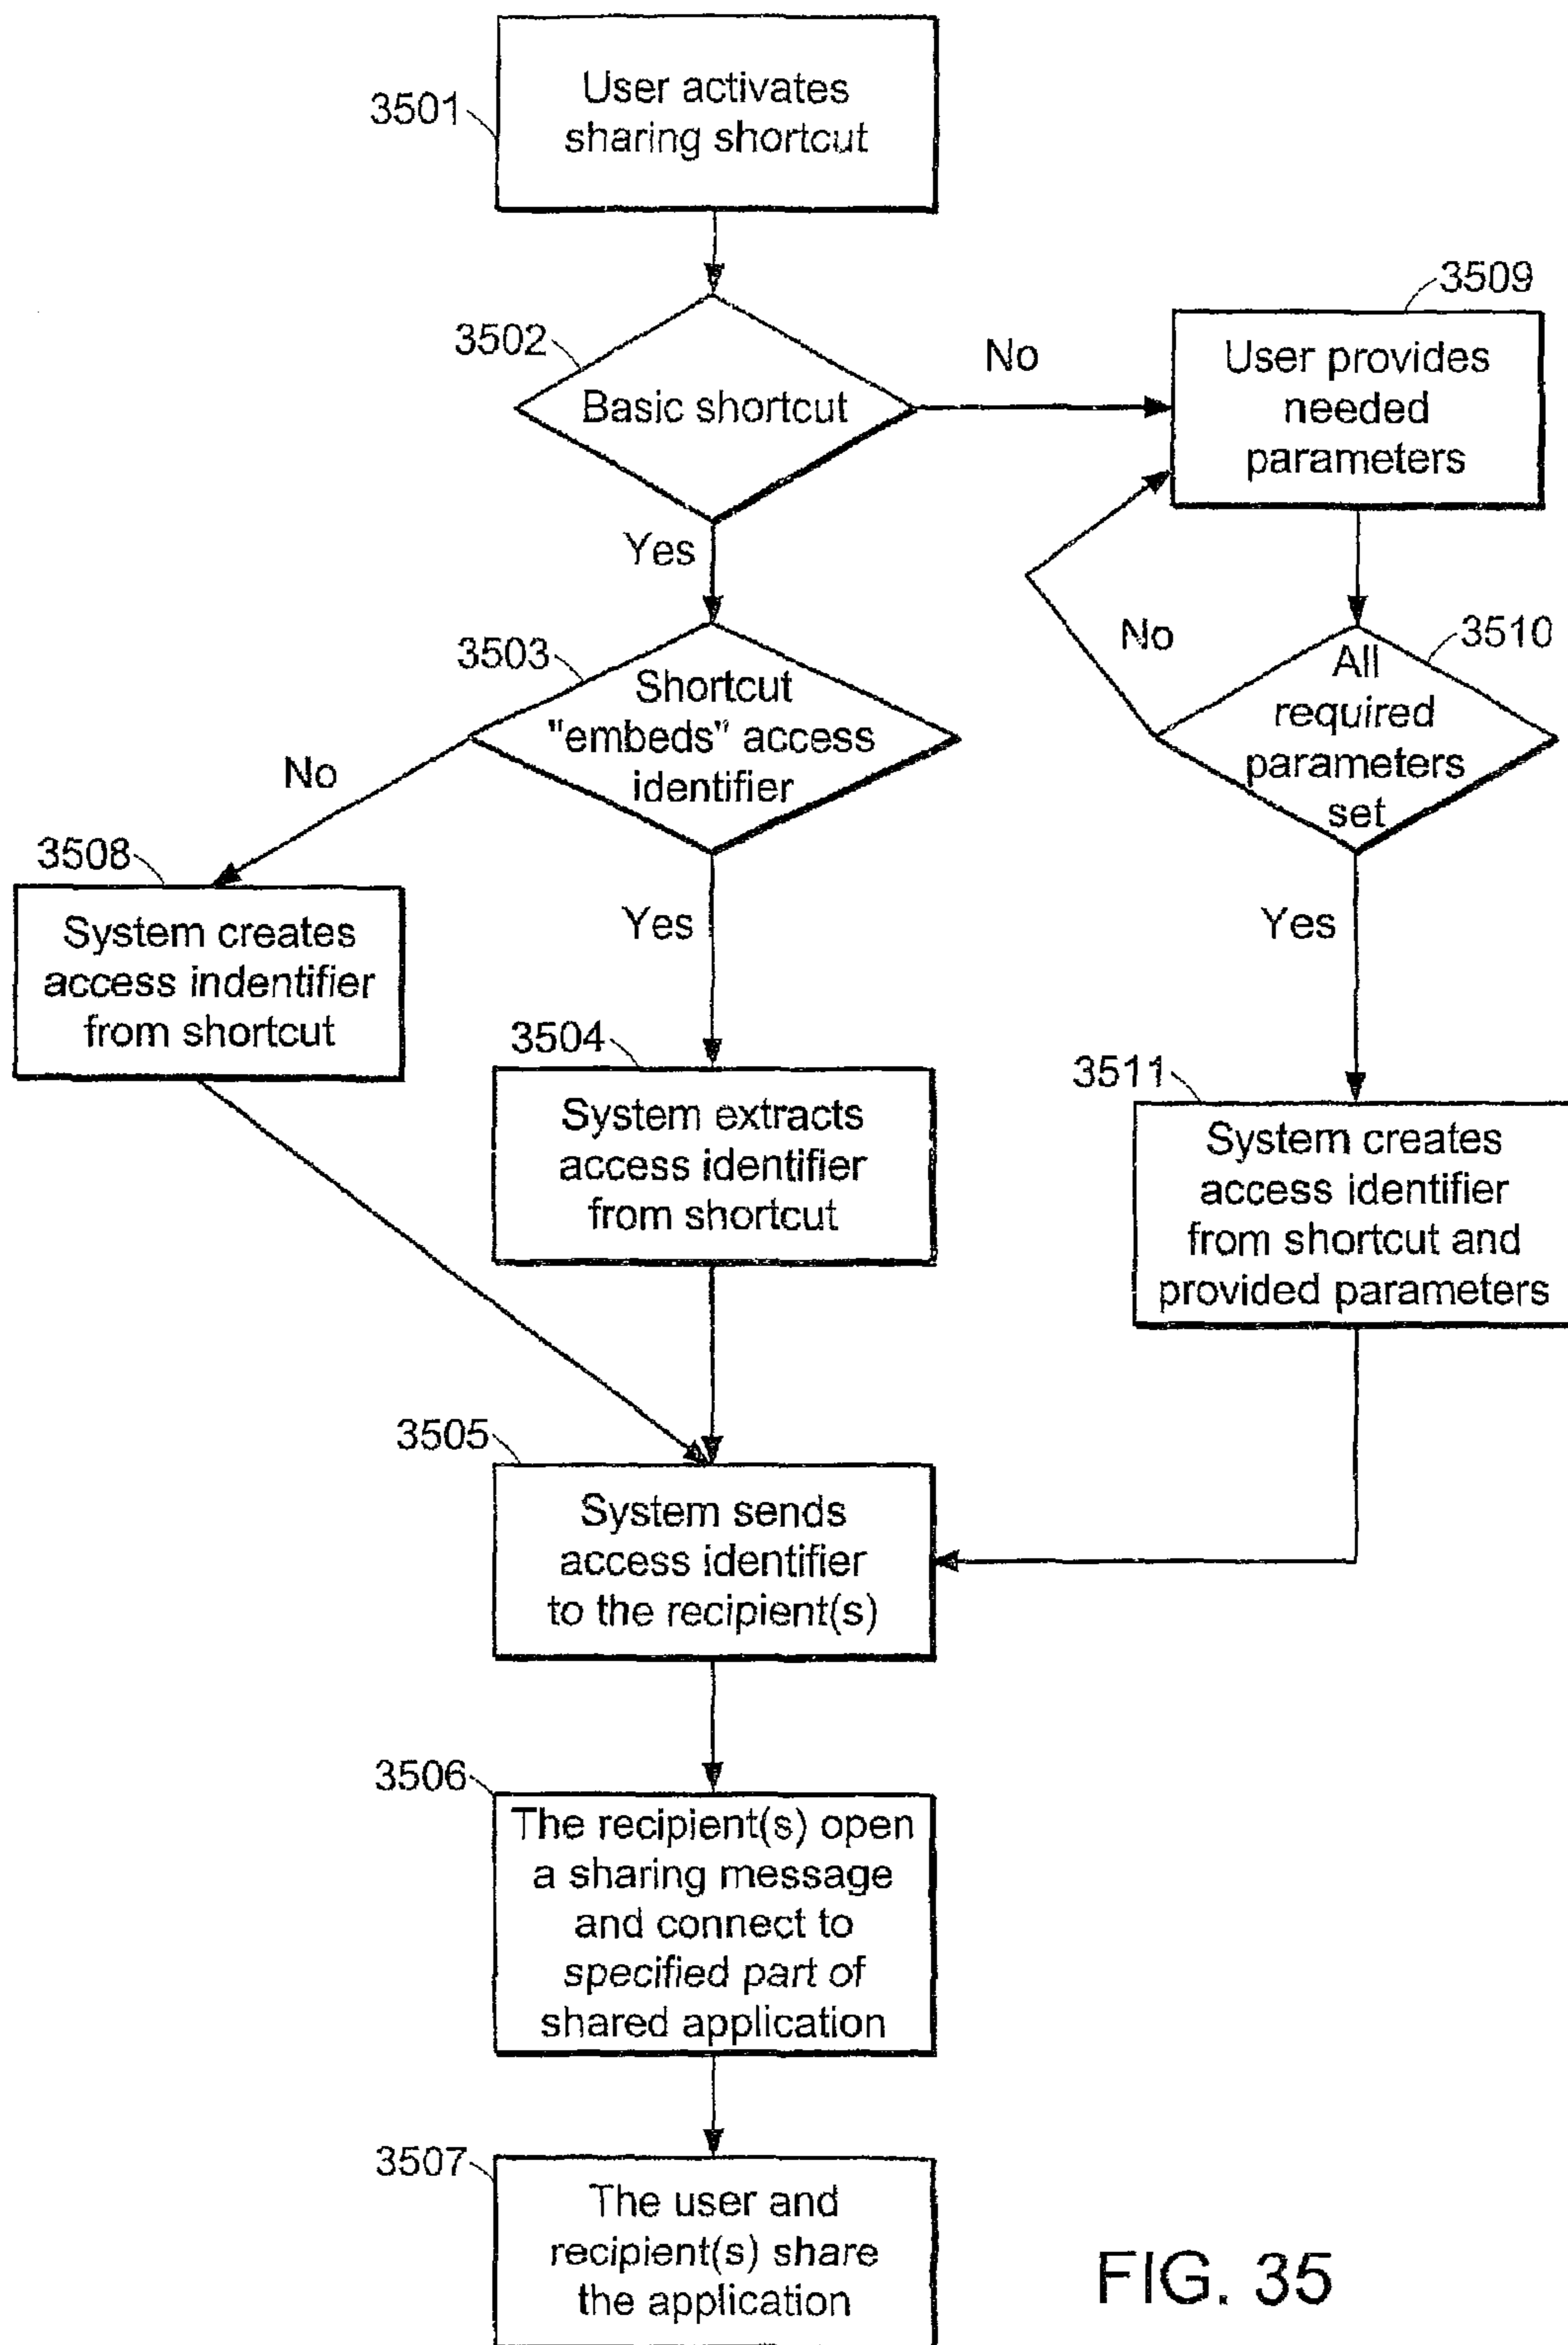 3501
User activates
sharing shortcut
3502
Basic shortcut
No
3509
User provides
needed
parameters
Yes
3503
Shortcut
"embeds" access
identifier
No
3510
All
required
parameters
set
No
3508
System creates
access indentifier
from shortcut
Yes
3504
System extracts
access identifier
from shortcut
Yes
3511
System creates
access identifier
from shortcut and
provided parameters
3505
System sends
access identifier
to the recipient(s)
3506
The recipient(s) open
a sharing message
and connect to
specified part of
shared application
3507
The user and
recipient(s) share
the application
FIG. 35